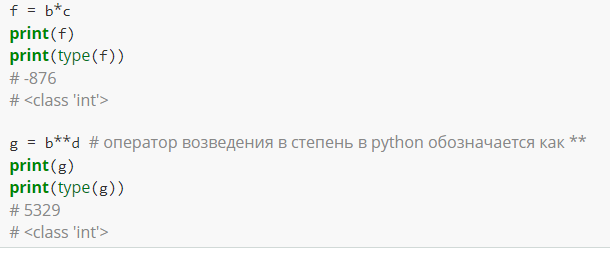 f = b*c
print(f)
print(type(f))
# -876
# <class 'int'>
g = b**d # оператор возведения в степень в python обозначается как **
print(g)
print(type(g))
# 5329
# <class 'int'>